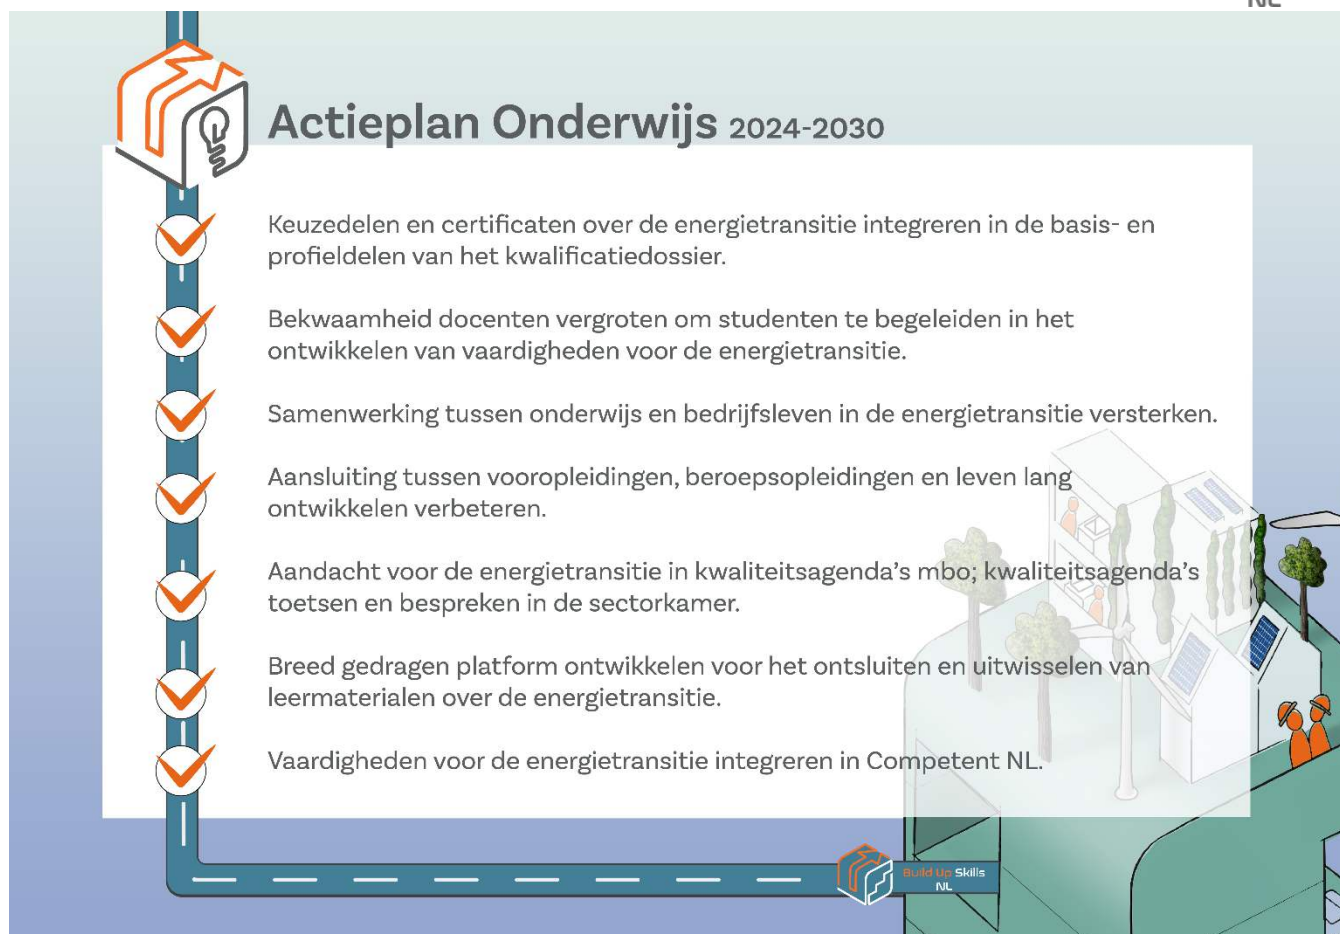 NL
Actieplan Onderwijs 2024-2030
Keuzedelen en certificaten over de energietransitie integreren in de basis- en
profieldelen van het kwalificatiedossier.
Bekwaamheid docenten vergroten om studenten te begeleiden in het
ontwikkelen van vaardigheden voor de energietransitie.
Samenwerking tussen onderwijs en bedrijfsleven in de energietransitie versterken.
Aansluiting tussen vooropleidingen, beroepsopleidingen en leven lang
ontwikkelen verbeteren.
Aandacht voor de energietransitie in kwaliteitsagenda's mbo; kwaliteitsagenda's
toetsen en bespreken in de sectorkamer.
Breed gedragen platform ontwikkelen voor het ontsluiten en uitwisselen van
leermaterialen over de energietransitie.
Vaardigheden voor de energietransitie integreren in Competent NL.
Build Up Skills
NL